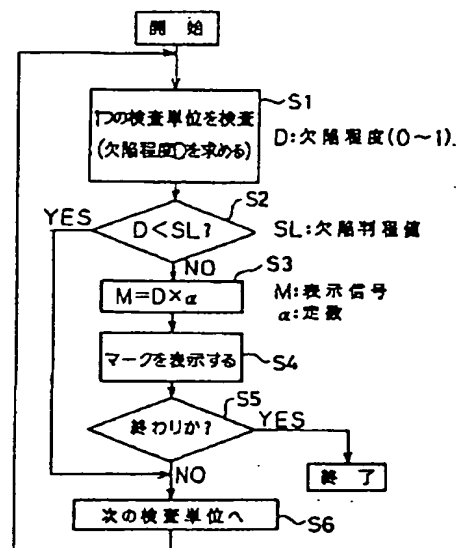 開始
S1
1つの検査単位を検査
(欠陥程度Dを求める)
D:欠陥程度(0~1)
S2
YES
D<SL?
SL:欠陥判程値
NO
S3
M=D×α
M:表示信号
α:定数
マークを表示する
S4
S5
終わりか?
YES
NO
終了
次の検査単位へ
S6